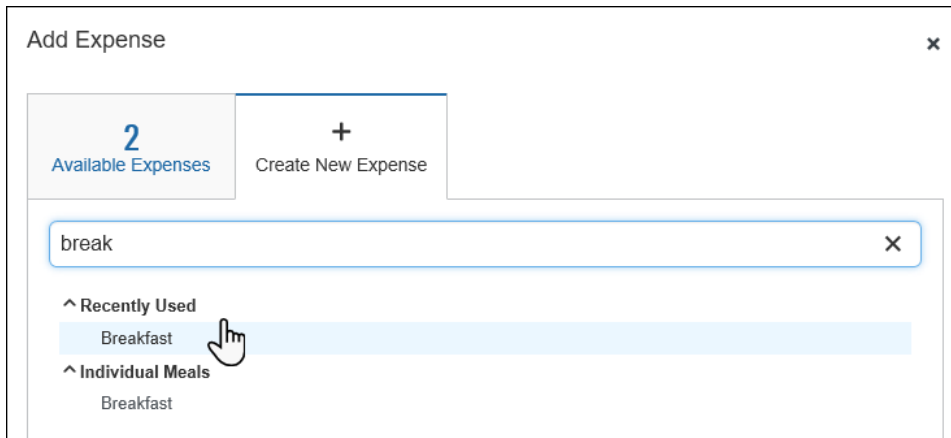 Add Expense
2
Available Expenses
Create New Expense
break
Recently Used
Breakfast
Individual Meals
Breakfast